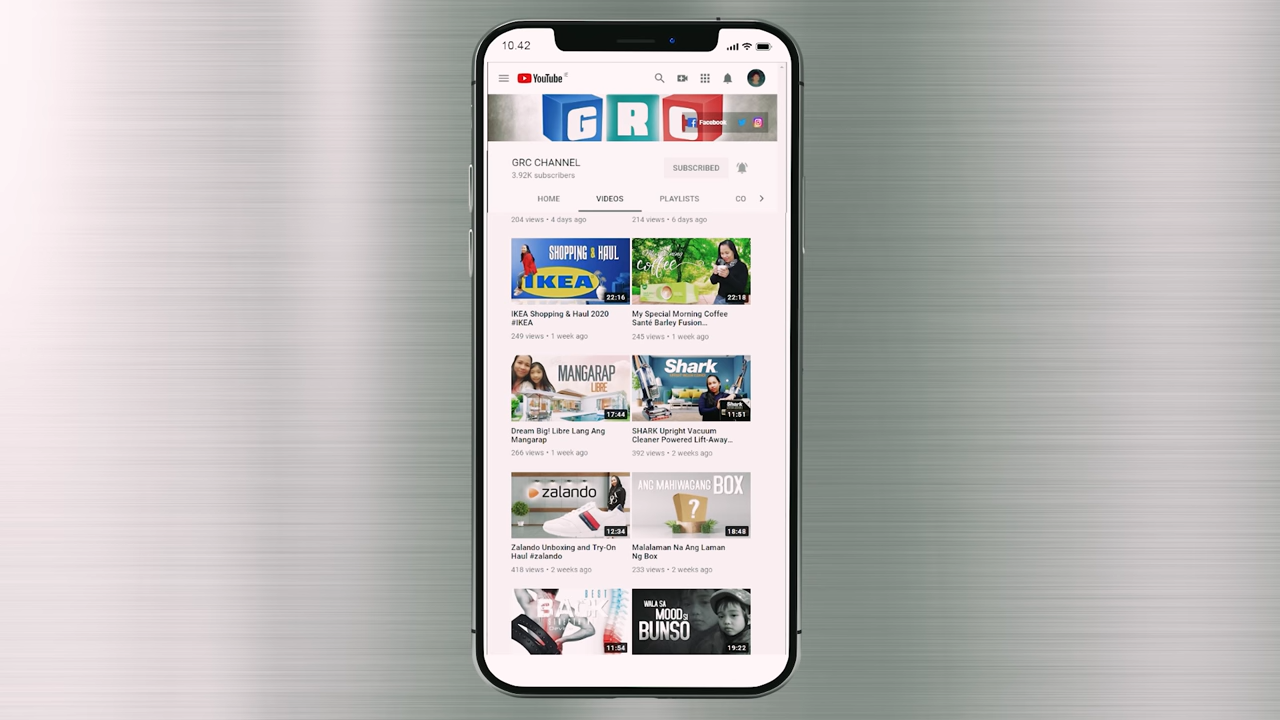 10.42
YouTube
GRC
Facebook
GRC CHANNEL
3.92K subscribers
SUBSCRIBED
HOME VIDEOS PLAYLISTS CO
204 views • 4 days ago
214 views • 6 days ago
SHOPPING & HAUL
IKEA
22:16
coffee
22:18
IKEA Shopping & Haul 2020
#IKEA
249 views • 1 week ago
My Special Morning Coffee
Santé Barley Fusion...
245 views • 1 week ago
MANGARAP
LIBRE
17:44
Shark
Shark
11:51
Dream Big! Libre Lang Ang
Mangarap
266 views • 1 week ago
SHARK Upright Vacuum
Cleaner Powered Lift-Away...
392 views • 2 weeks ago
zalando
12:34
ANG MAHIWAGANG BOX
?
18:48
Zalando Unboxing and Try-On
Haul #zalando
418 views • 2 weeks ago
Malalaman Na Ang Laman
Ng Box
233 views • 2 weeks ago
BEST
BACK
11:54
WALA SA
MOOD SI
BUNSO
19:22